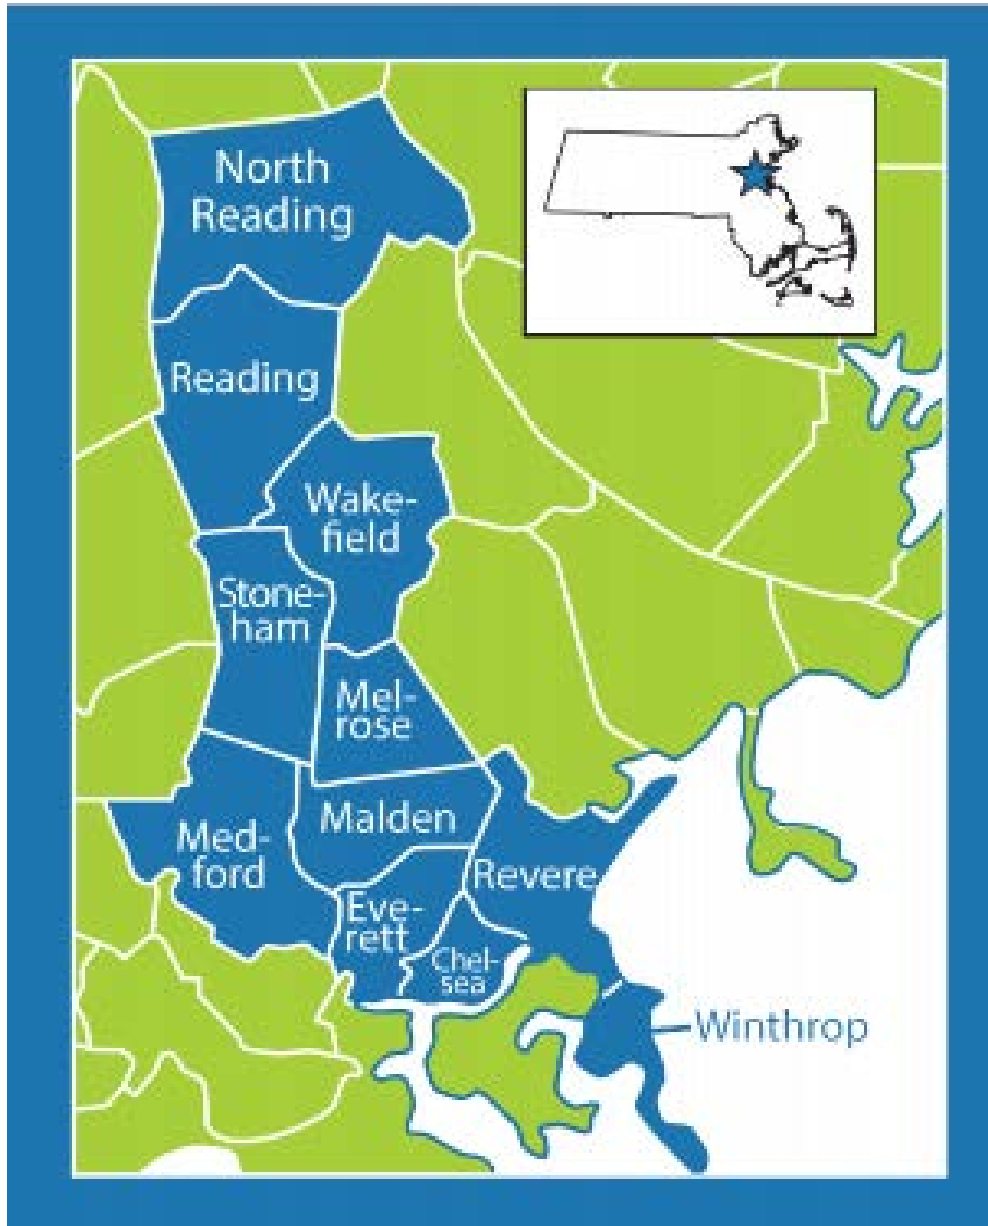 North
Reading
Reading
Wake-
field
Stone-
ham
Mel-
rose
Malden
Med-
ford
Revere
Eve-
rett
Chel-
sea
Winthrop